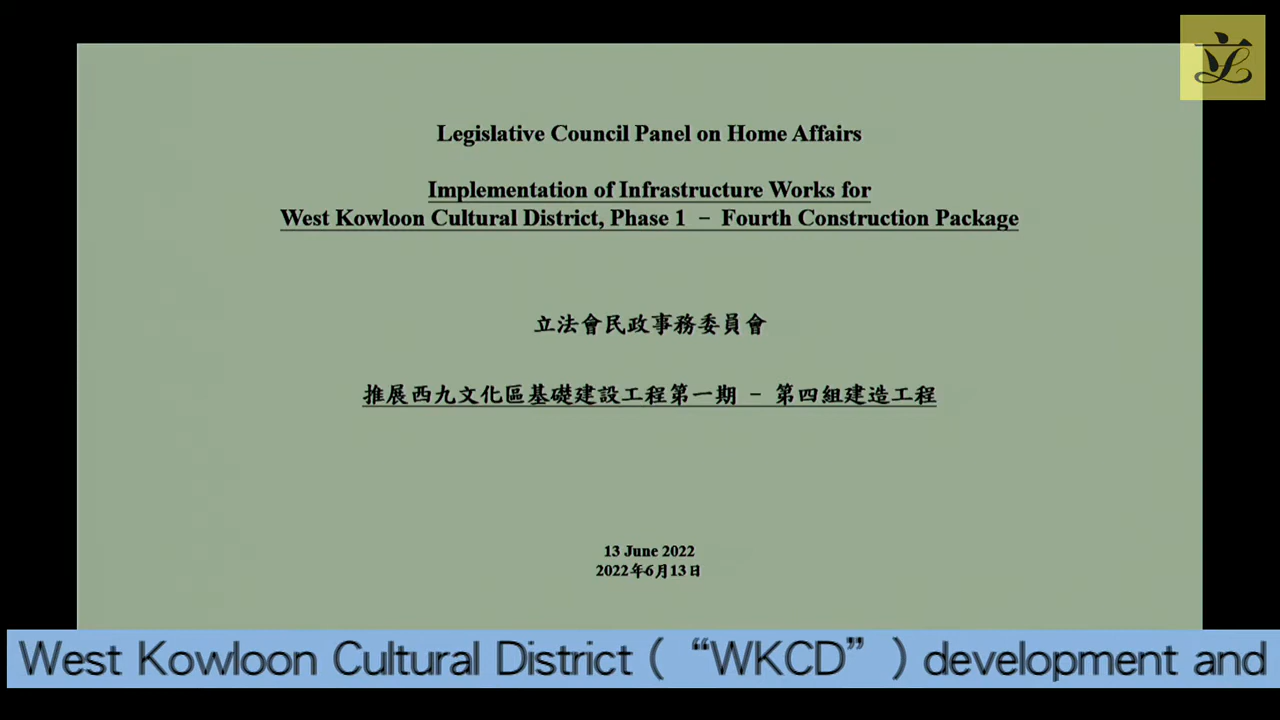 Legislative Council Panel on Home Affairs
Implementation of Infrastructure Works for
West Kowloon Cultural District, Phase 1 – Fourth Construction Package
立法會民政事務委員會
推展西九文化區基礎建設工程第一期 – 第四組建造工程
13 June 2022
2022年6月13日
West Kowloon Cultural District (“WKCD”) development and